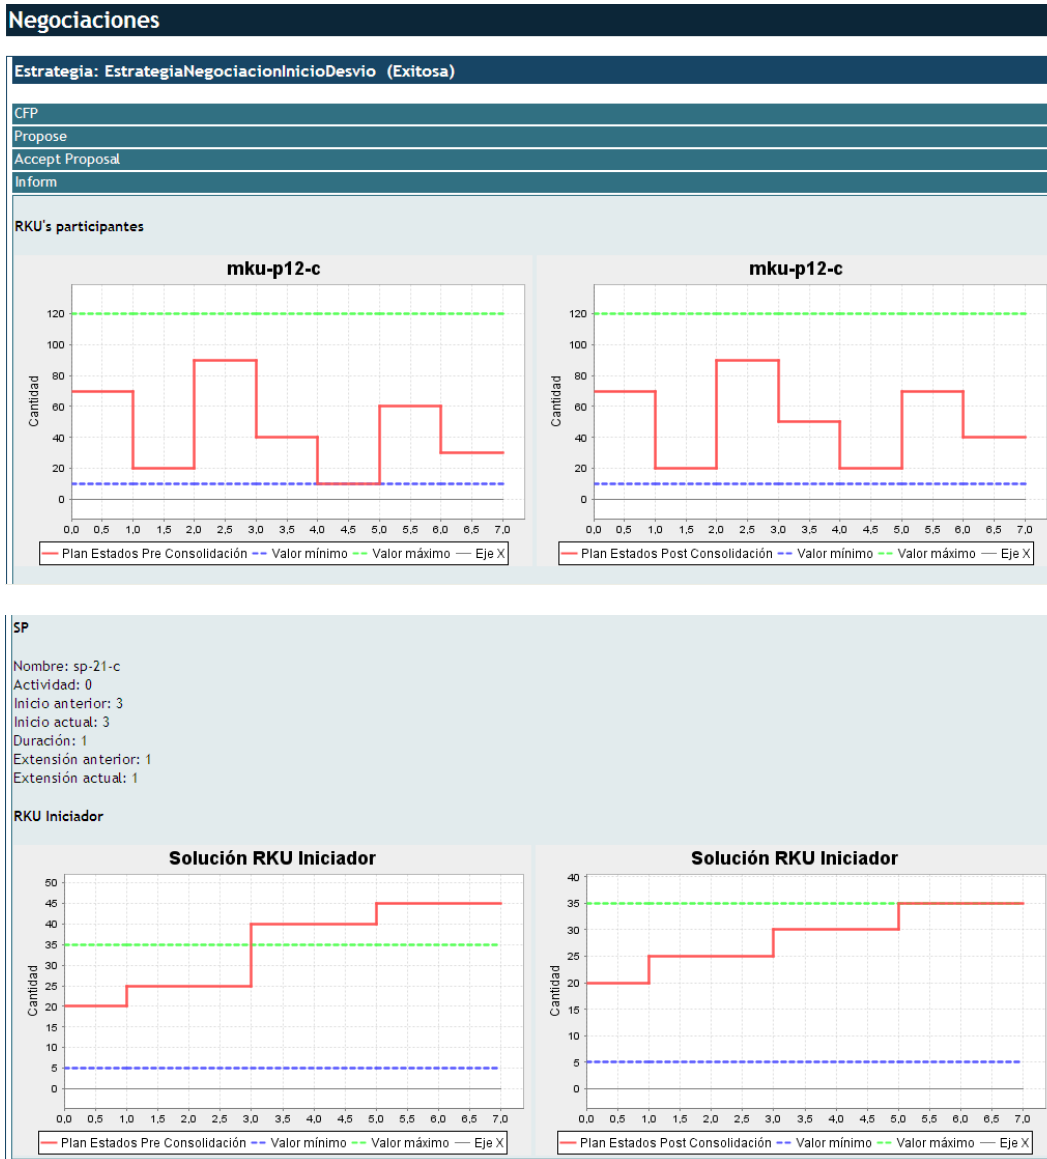 Negociaciones
Estrategia: EstrategiaNegociacionInicioDesvio (Exitosa)
CFP
Propose
Accept Proposal
Inform
RKU's participantes
mku-p12-c
Cantidad
120
100
80
60
40
20
0
0,0 0,5 1,0 1,5 2,0 2,5 3,0 3,5 4,0 4,5 5,0 5,5 6,0 6,5 7,0
Plan Estados Pre Consolidación Valor mínimo Valor máximo Eje X
mku-p12-c
Cantidad
120
100
80
60
40
20
0
0,0 0,5 1,0 1,5 2,0 2,5 3,0 3,5 4,0 4,5 5,0 5,5 6,0 6,5 7,0
Plan Estados Post Consolidación Valor mínimo Valor máximo Eje X
SP
Nombre: sp-21-c
Actividad: 0
Inicio anterior: 3
Inicio actual: 3
Duración: 1
Extensión anterior: 1
Extensión actual: 1
RKU Iniciador
Solución RKU Iniciador
Cantidad
50
45
40
35
30
25
20
15
10
5
0
0,0 0,5 1,0 1,5 2,0 2,5 3,0 3,5 4,0 4,5 5,0 5,5 6,0 6,5 7,0
Plan Estados Pre Consolidación Valor mínimo Valor máximo Eje X
Solución RKU Iniciador
Cantidad
40
35
30
25
20
15
10
5
0
0,0 0,5 1,0 1,5 2,0 2,5 3,0 3,5 4,0 4,5 5,0 5,5 6,0 6,5 7,0
Plan Estados Post Consolidación Valor mínimo Valor máximo Eje X